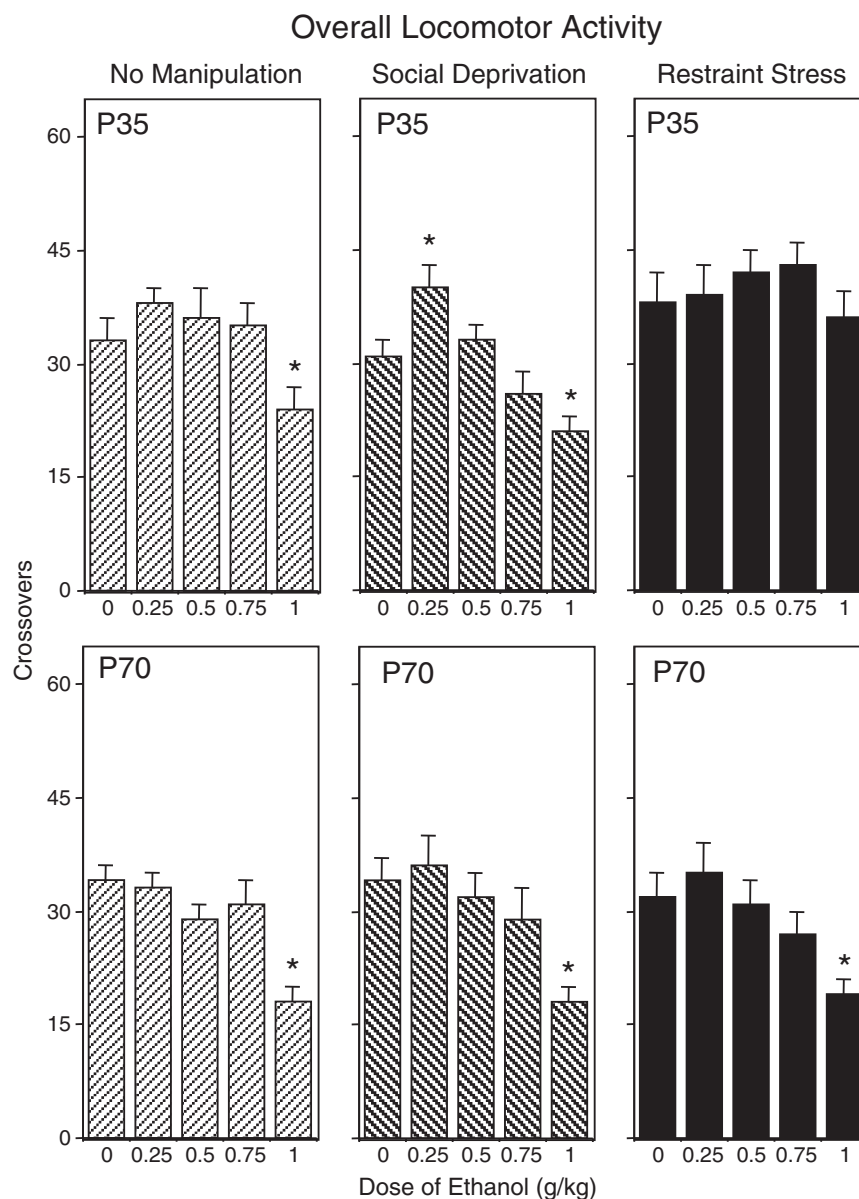 Overall Locomotor Activity
No Manipulation Social Deprivation Restraint Stress
P35 P35 P35
60
45
30
15
0
* * *
0 0.25 0.5 0.75 1 0 0.25 0.5 0.75 1 0 0.25 0.5 0.75 1
Crossovers
P70 P70 P70
60
45
30
15
0
* * *
0 0.25 0.5 0.75 1 0 0.25 0.5 0.75 1 0 0.25 0.5 0.75 1
Dose of Ethanol (g/kg)